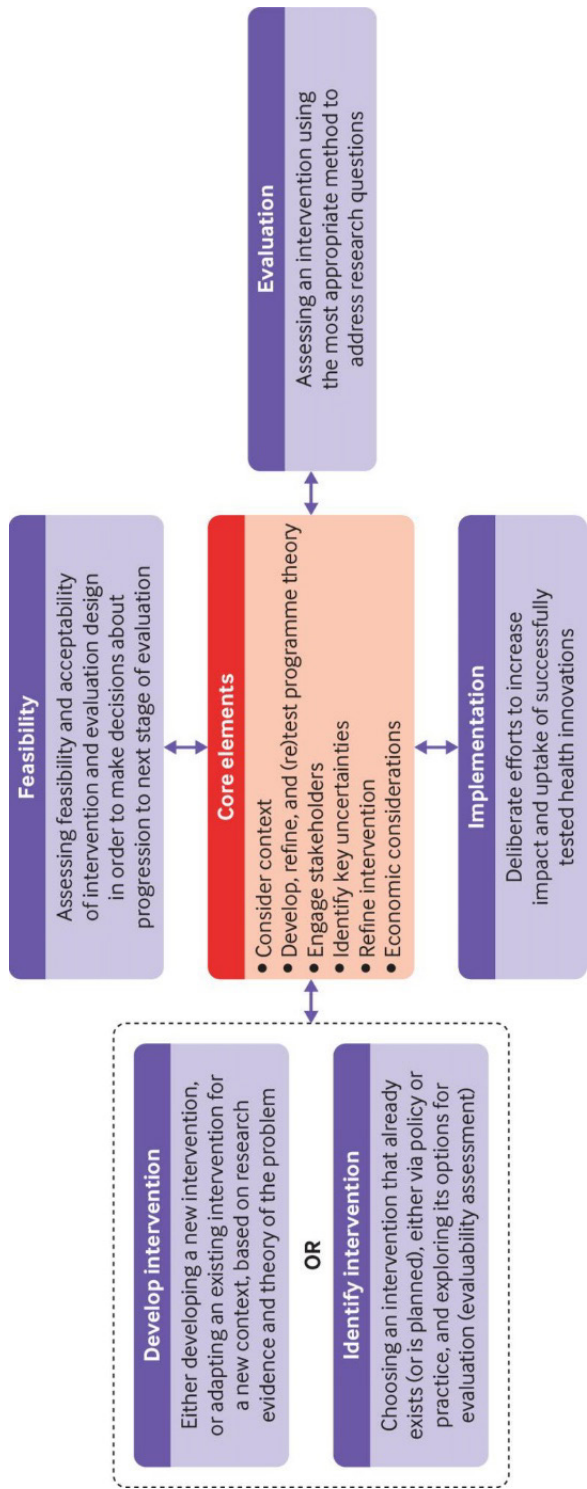 Feasibility
Assessing feasibility and acceptability
of intervention and evaluation design
in order to make decisions about
progression to next stage of evaluation
Develop intervention
Either developing a new intervention,
or adapting an existing intervention for
a new context, based on research
evidence and theory of the problem
OR
Identify intervention
Choosing an intervention that already
exists (or is planned), either via policy or
practice, and exploring its options for
evaluation (evaluability assessment)
Core elements
• Consider context
• Develop, refine, and (re)test programme theory
• Engage stakeholders
• Identify key uncertainties
• Refine intervention
• Economic considerations
Evaluation
Assessing an intervention using
the most appropriate method to
address research questions
Implementation
Deliberate efforts to increase
impact and uptake of successfully
tested health innovations